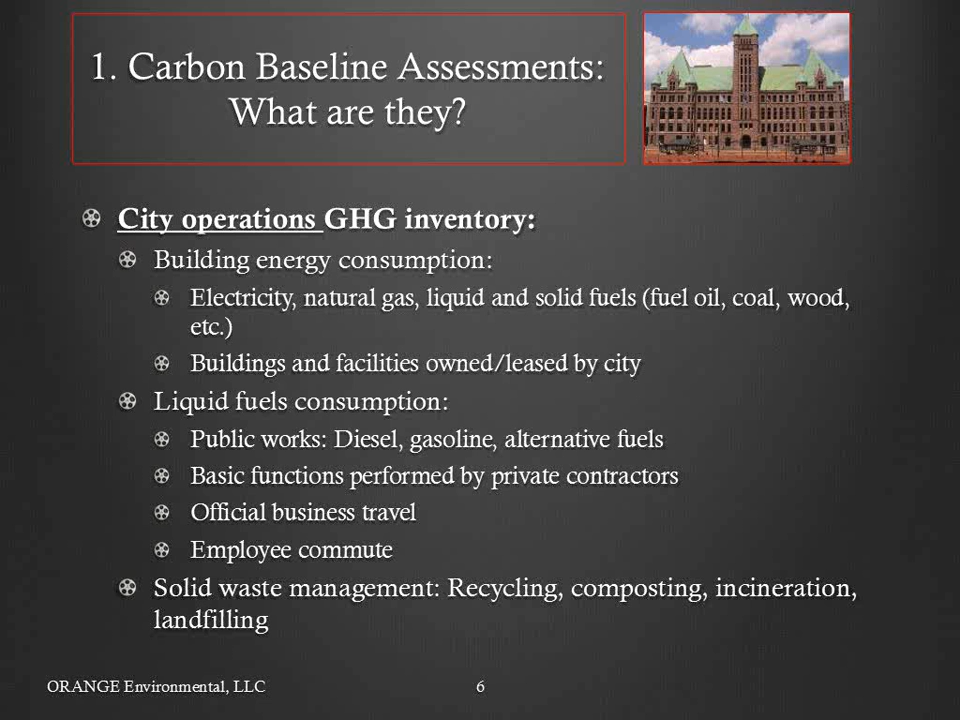 1. Carbon Baseline Assessments:
What are they?
City operations GHG inventory:
Building energy consumption:
Electricity, natural gas, liquid and solid fuels (fuel oil, coal, wood,
etc.)
Buildings and facilities owned/leased by city
Liquid fuels consumption:
Public works: Diesel, gasoline, alternative fuels
Basic functions performed by private contractors
Official business travel
Employee commute
Solid waste management: Recycling, composting, incineration,
landfilling
ORANGE Environmental, LLC
6